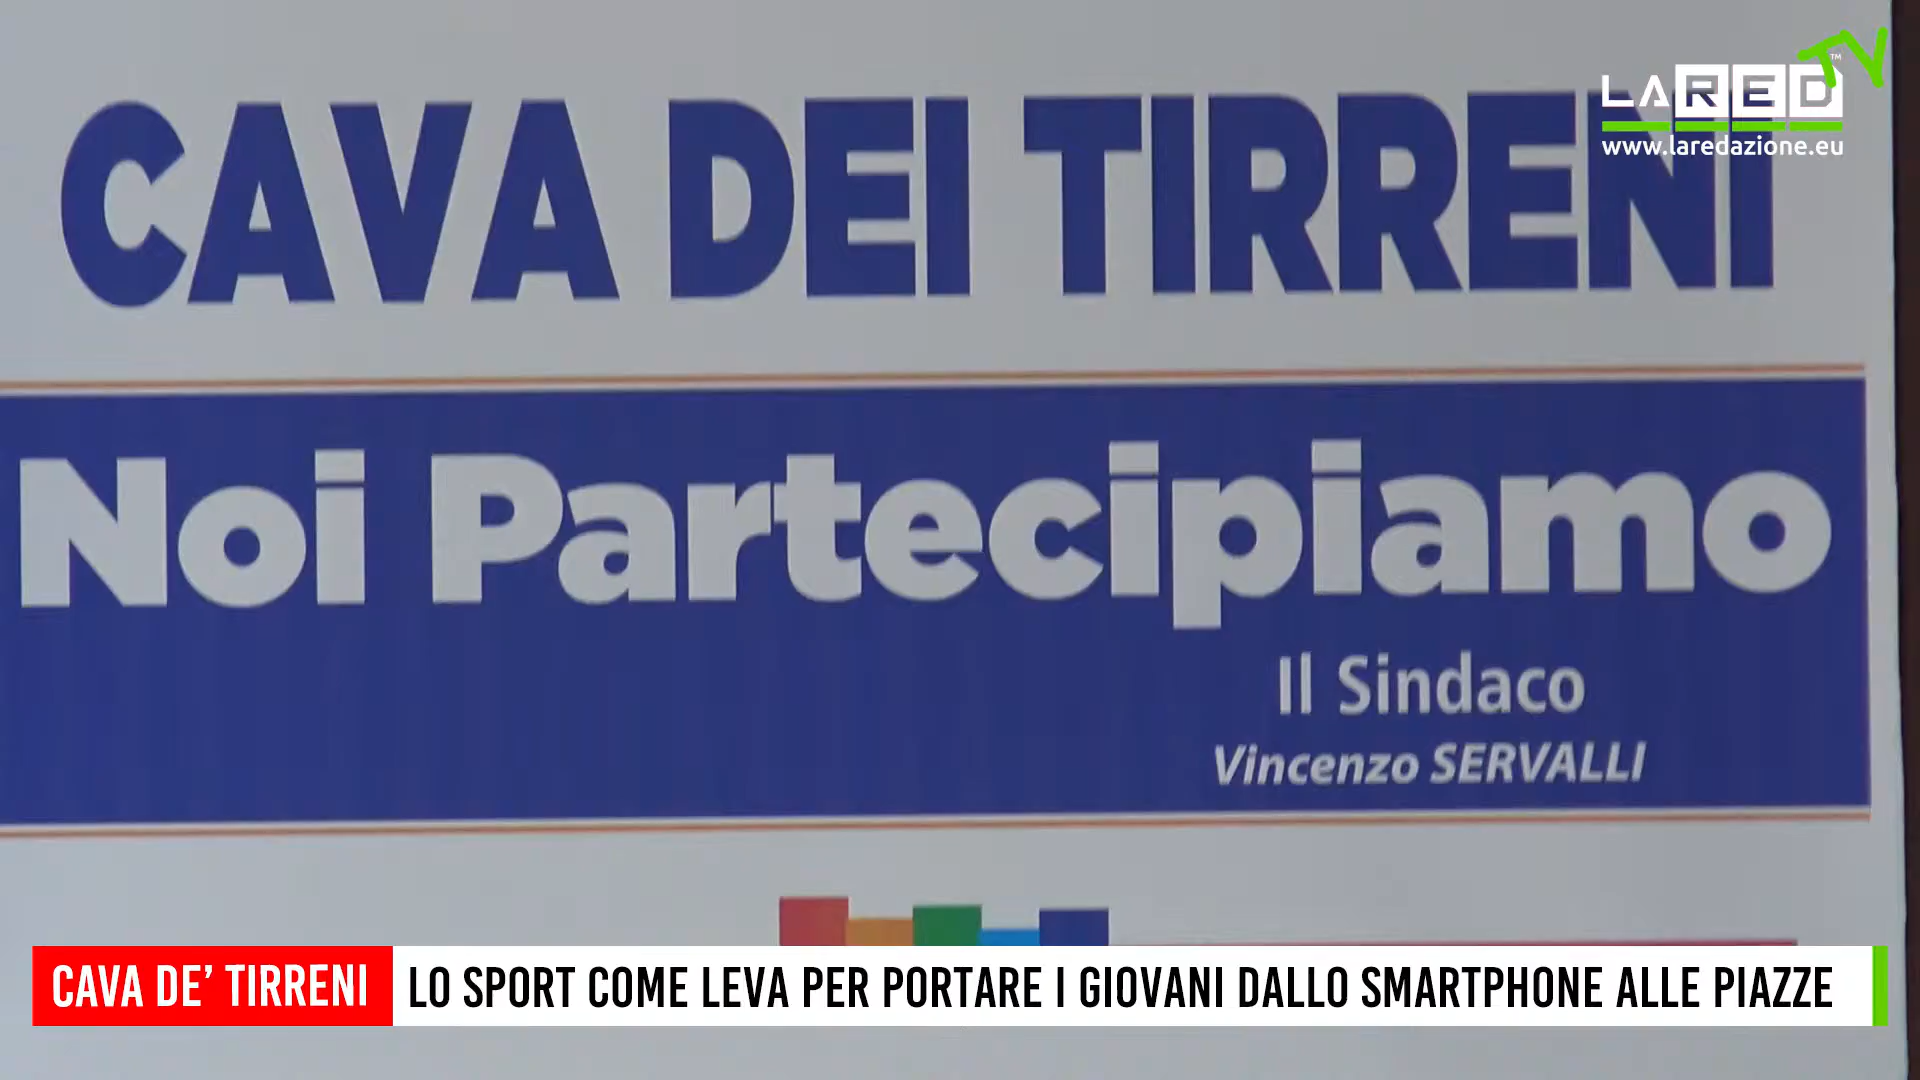 LARED TV
™
www.laredazione.eu
CAVA DEI TIRRENI
Noi Partecipiamo
Il Sindaco
Vincenzo SERVALLI
CAVA DE’ TIRRENI
LO SPORT COME LEVA PER PORTARE I GIOVANI DALLO SMARTPHONE ALLE PIAZZE